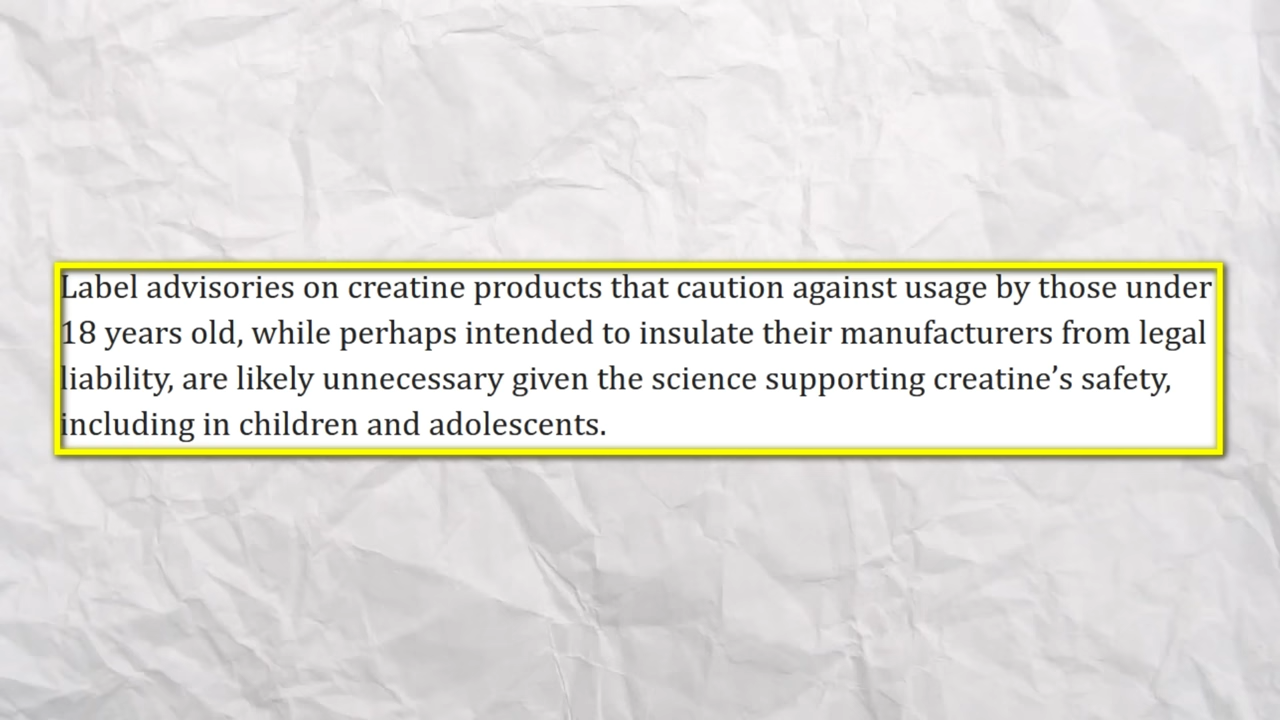 Label advisories on creatine products that caution against usage by those under
18 years old, while perhaps intended to insulate their manufacturers from legal
liability, are likely unnecessary given the science supporting creatine’s safety,
including in children and adolescents.